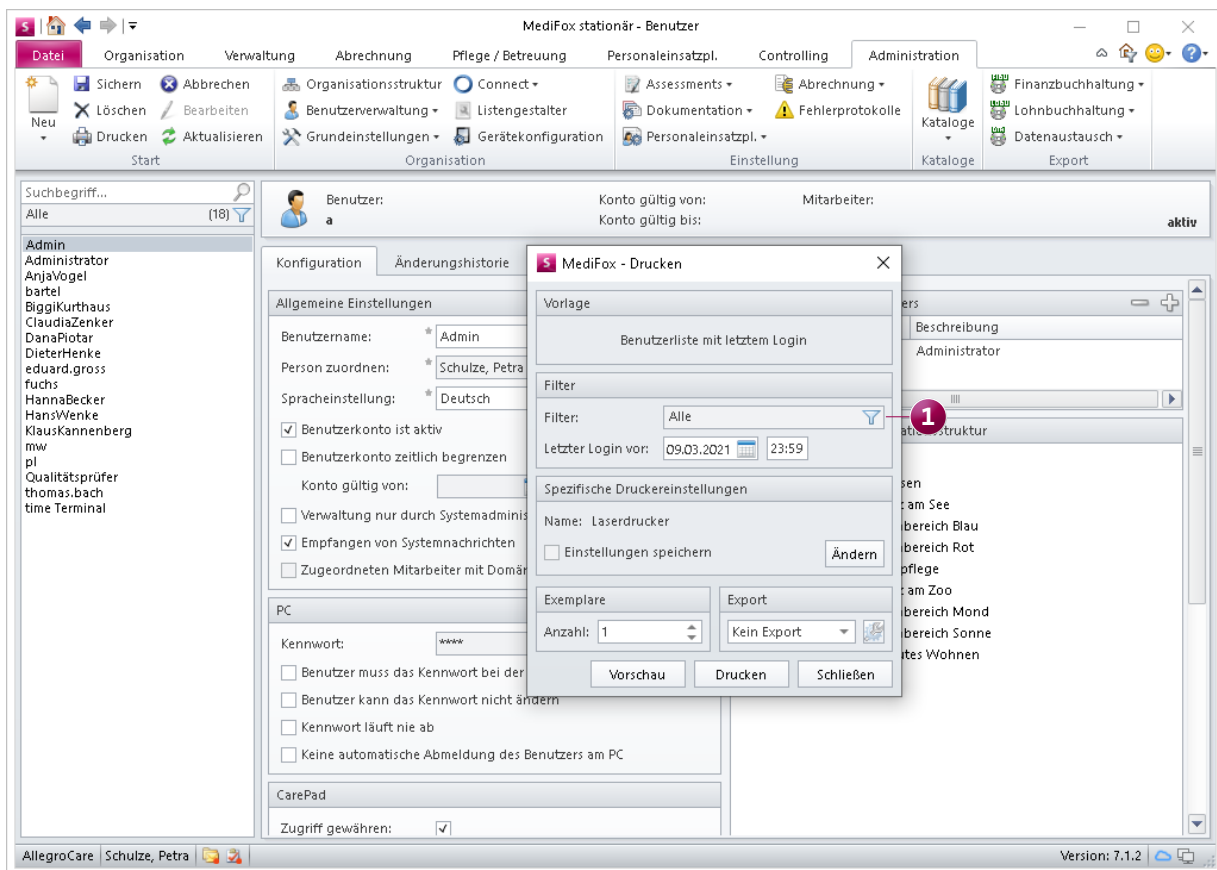 S
MediFox stationär - Benutzer
Datei Organisation Verwaltung Abrechnung Pflege / Betreuung Personaleinsatzpl. Controlling Administration
Neu
Sichern Abbrechen
Löschen Bearbeiten
Drucken Aktualisieren
Start
Organisationsstruktur Connect
Benutzerverwaltung Listengestalter
Grundeinstellungen Gerätekonfiguration
Organisation
Assessments Abrechnung
Dokumentation Fehlerprotokolle
Personaleinsatzpl.
Einstellung
Kataloge
Kataloge
Finanzbuchhaltung
Lohnbuchhaltung
Datenaustausch
Export
Suchbegriff...
Alle (18)
Admin
Administrator
AnjaVogel
bartel
BiggiKurthaus
ClaudiaZenker
DanaPiotar
DieterHenke
eduard.gross
fuchs
HannaBecker
HansWenke
KlausKannenberg
mw
pl
Qualitätsprüfer
thomas.bach
time Terminal
Benutzer: Konto gültig von: Mitarbeiter:
a Konto gültig bis: aktiv
Konfiguration Änderungshistorie
Allgemeine Einstellungen
Benutzername: * Admin
Person zuordnen: * Schulze, Petra
Spracheinstellung: * Deutsch
Benutzerkonto ist aktiv
Benutzerkonto zeitlich begrenzen
Konto gültig von:
Verwaltung nur durch Systemadminis
Empfangen von Systemnachrichten
Zugeordneten Mitarbeiter mit Domän
PC
Kennwort: ****
Benutzer muss das Kennwort bei der
Benutzer kann das Kennwort nicht ändern
Kennwort läuft nie ab
Keine automatische Abmeldung des Benutzers am PC
CarePad
Zugriff gewähren:
S MediFox - Drucken
Vorlage
Benutzerliste mit letztem Login
Filter
Filter: Alle
1
Letzter Login vor: 09.03.2021 23:59
Spezifische Druckereinstellungen
Name: Laserdrucker
Einstellungen speichern Ändern
Exemplare
Anzahl: 1
Export
Kein Export
Vorschau Drucken Schließen
ers
Beschreibung
Administrator
struktur
sen
am See
bereich Blau
bereich Rot
pflege
am Zoo
bereich Mond
bereich Sonne
utes Wohnen
AllegroCare Schulze, Petra Version: 7.1.2